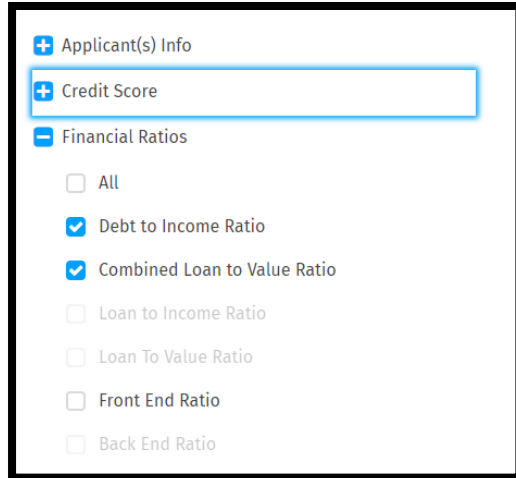 Applicant(s) Info
Credit Score
Financial Ratios
All
Debt to Income Ratio
Combined Loan to Value Ratio
Loan to Income Ratio
Loan To Value Ratio
Front End Ratio
Back End Ratio